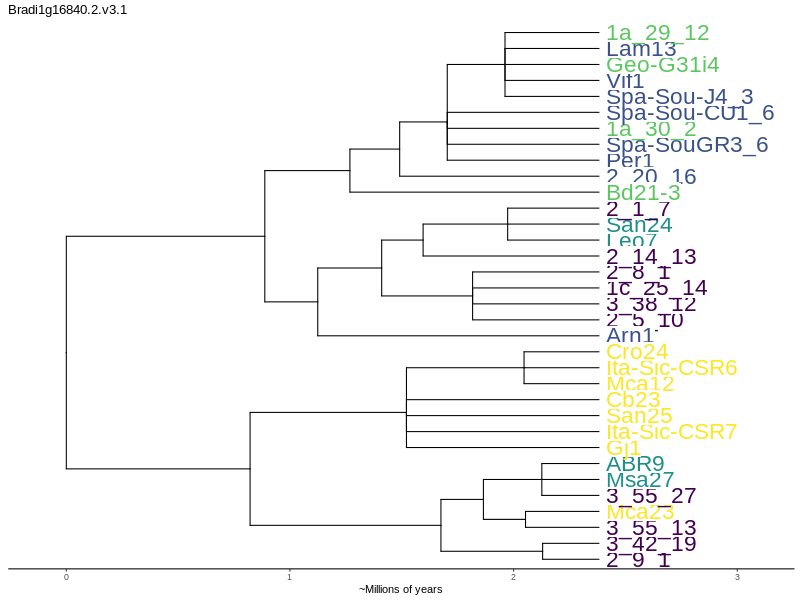 Bradi1g16840.2.v3.1
1a_29_12
Lam13
Geo-G31i4
Vif1
Spa-Sou-J4_3
Spa-Sou-CU1_6
1a_30_2
Spa-SouGR3_6
Per1
2_20_16
Bd21-3
2_1_7
San24
Leo7
2_14_13
2_8_1
1c_25_14
3_38_12
2_5_10
Arn1
Cro24
Ita-Sic-CSR6
Mca12
Cb23
San25
Ita-Sic-CSR7
Gj1
ABR9
Msa27
3_55_27
Mca23
3_55_13
3_42_19
2_9_1
0 1 2 3
~Millions of years